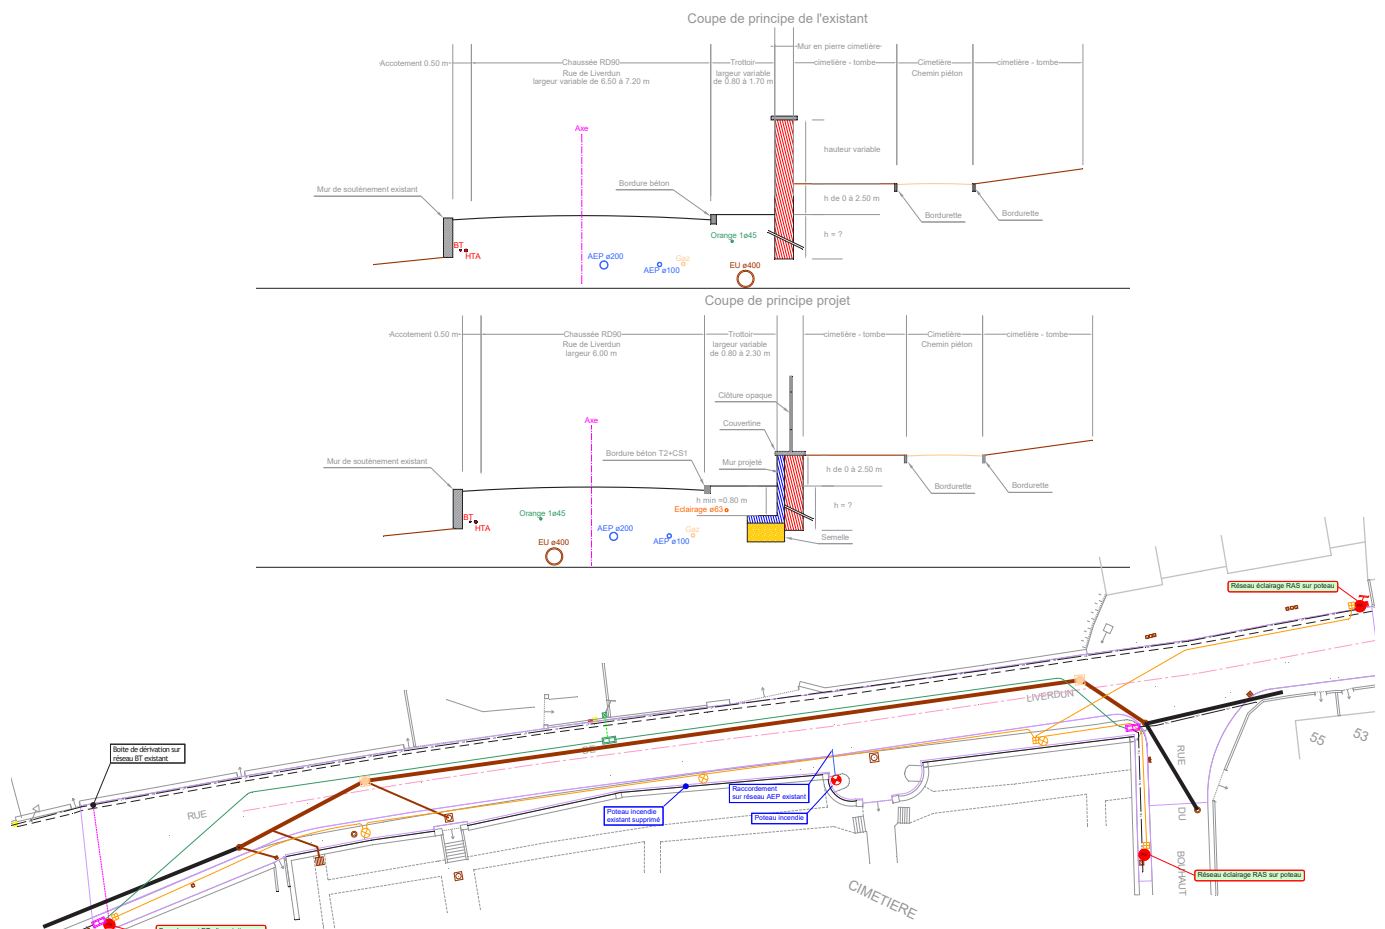 Coupe de principe de l'existant
Mur en pierre cimetière
Accotement 0.50 m
Chaussée RD90
Trottoir
cimetière - tombe
Cimetière
cimetière - tombe
Rue de Liverdun
largeur variable
Chemin piéton
largeur variable de 6.50 à 7.20 m
de 0.80 à 1.70 m
Axe
hauteur variable
Bordure béton
Mur de soutènement existant
h de 0 à 2.50 m
Bordurette
Bordurette
Orange 1ø45
h = ?
BT
HTA
AEP ø200
Gaz
AEP ø100
EU ø400
Coupe de principe projet
Accotement 0.50 m
Chaussée RD90
Trottoir
cimetière - tombe
Cimetière
cimetière - tombe
Rue de Liverdun
largeur variable
Chemin piéton
largeur 6.00 m
de 0.80 à 2.30 m
Clôture opaque
Axe
Couvertine
Bordure béton T2+CS1
Mur de soutènement existant
Mur projeté
h de 0 à 2.50 m
Bordurette
Bordurette
h min =0.80 m
h = ?
Orange 1ø45
Eclairage ø63
BT
HTA
AEP ø200
Gaz
AEP ø100
EU ø400
Semelle
Réseau éclairage RAS sur poteau
LIVERDUN
55
53
Boite de dérivation sur
réseau BT existant
DE
RUE
RUE
Raccordement
sur réseau AEP existant
Poteau incendie
existant supprimé
Poteau incendie
DU
BOUHAUT
Réseau éclairage RAS sur poteau
CIMETIERE